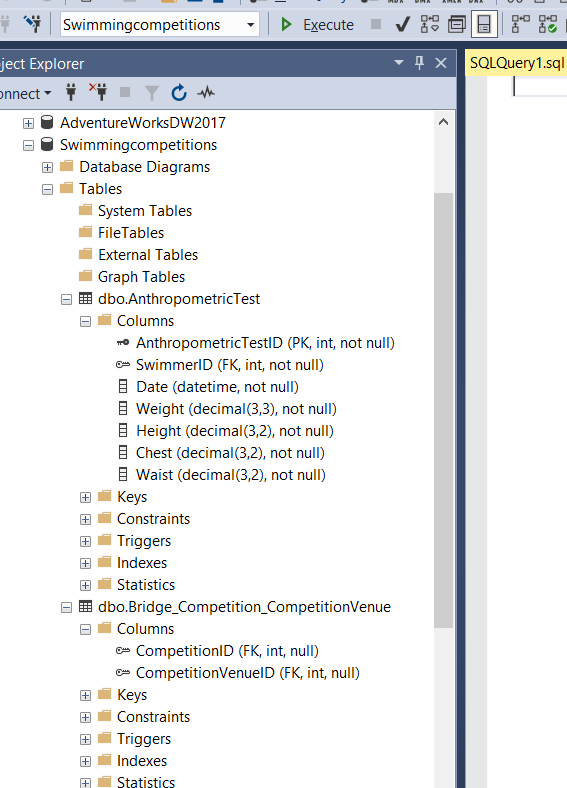 Swimmingcompetitions
Execute
ject Explorer
onnect
SQLQuery1.sql
AdventureWorksDW2017
Swimmingcompetitions
Database Diagrams
Tables
System Tables
FileTables
External Tables
Graph Tables
dbo.AnthropometricTest
Columns
AnthropometricTestID (PK, int, not null)
SwimmerID (FK, int, not null)
Date (datetime, not null)
Weight (decimal(3,3), not null)
Height (decimal(3,2), not null)
Chest (decimal(3,2), not null)
Waist (decimal(3,2), not null)
Keys
Constraints
Triggers
Indexes
Statistics
dbo.Bridge_Competition_CompetitionVenue
Columns
CompetitionID (FK, int, null)
CompetitionVenueID (FK, int, null)
Keys
Constraints
Triggers
Indexes
Statistics